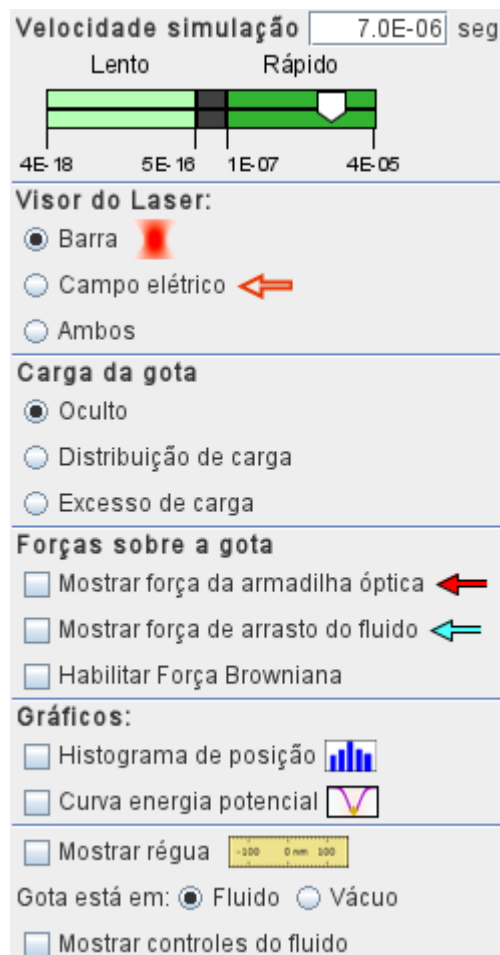 Velocidade simulação 7.0E-06 seg
Lento Rápido
4E-18 5E-16 1E-07 4E-05
Visor do Laser:
Barra
Campo elétrico
Ambos
Carga da gota
Oculto
Distribuição de carga
Excesso de carga
Forças sobre a gota
Mostrar força da armadilha óptica
Mostrar força de arrasto do fluido
Habilitar Força Browniana
Gráficos:
Histograma de posição
Curva energia potencial
Mostrar régua -100 0 nm 100
Gota está em: Fluido Vácuo
Mostrar controles do fluido